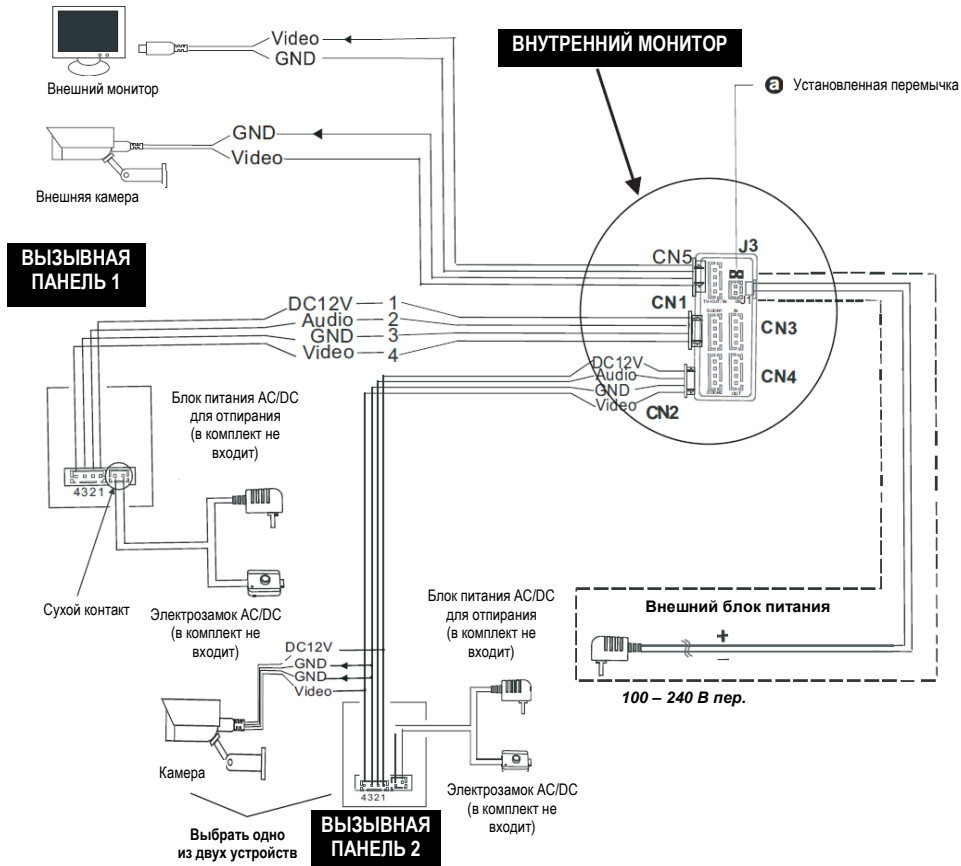 Video
GND
ВНУТРЕННИЙ МОНИТОР
a Установленная перемычка
Внешний монитор
GND
Video
Внешняя камера
ВЫЗЫВНАЯ
ПАНЕЛЬ 1
CN5
J3
TV-OUT
J1
CN1
CN3
CN4
CN2
DC12V 1
Audio 2
GND 3
Video 4
DC12V
Audio
GND
Video
Блок питания AC/DC
для отпирания
(в комплект не
входит)
4321
Сухой контакт
Электрозамок AC/DC
(в комплект не
входит)
Блок питания AC/DC
для отпирания
(в комплект не
входит)
Внешний блок питания
+
–
100 – 240 В пер.
DC12V
GND
GND
Video
Камера
4321
Электрозамок AC/DC
(в комплект не
входит)
Выбрать одно
из двух устройств
ВЫЗЫВНАЯ
ПАНЕЛЬ 2